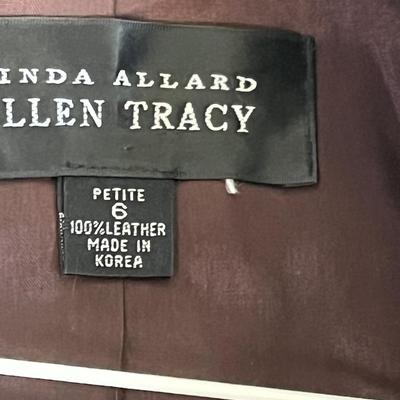 INDA ALLARD
LLEN TRACY
PETITE
6
100%LEATHER
MADE IN
KOREA